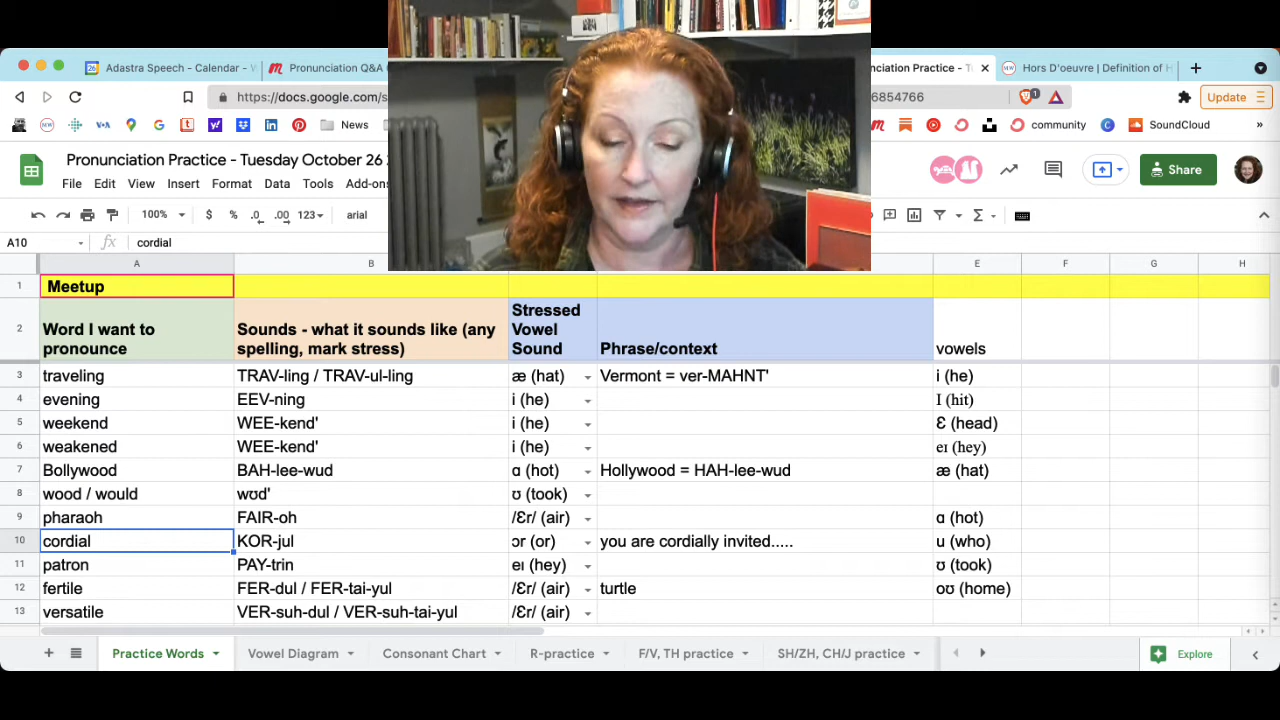 Adastra Speech - Calendar - V
Pronunciation Q&A
nciation Practice - T
Hors D'oeuvre | Definition of H
https://docs.google.com/s
6854766
1
Update
VOA
News
community
SoundCloud
»
Pronunciation Practice - Tuesday October 26 2
File Edit View Insert Format Data Tools Add-ons
Share
100% $ % .0 .00 123 arial
A10 fx cordial
A B E F G H
1 Meetup
Stressed
2 Word I want to pronounce Sounds - what it sounds like (any spelling, mark stress) Vowel Sound Phrase/context vowels
3 traveling TRAV-ling / TRAV-ul-ling æ (hat) Vermont = ver-MAHNT' i (he)
4 evening EEV-ning i (he) I (hit)
5 weekend WEE-kend' i (he) Ɛ (head)
6 weakened WEE-kend' i (he) eɪ (hey)
7 Bollywood BAH-lee-wud ɑ (hot) Hollywood = HAH-lee-wud æ (hat)
8 wood / would wʊd' ʊ (took)
9 pharaoh FAIR-oh /Ɛr/ (air) ɑ (hot)
10 cordial KOR-jul ɔr (or) you are cordially invited..... u (who)
11 patron PAY-trin eɪ (hey) ʊ (took)
12 fertile FER-dul / FER-tai-yul /Ɛr/ (air) turtle oʊ (home)
13 versatile VER-suh-dul / VER-suh-tai-yul /Ɛr/ (air)
Practice Words Vowel Diagram Consonant Chart R-practice F/V, TH practice SH/ZH, CH/J practice Explore